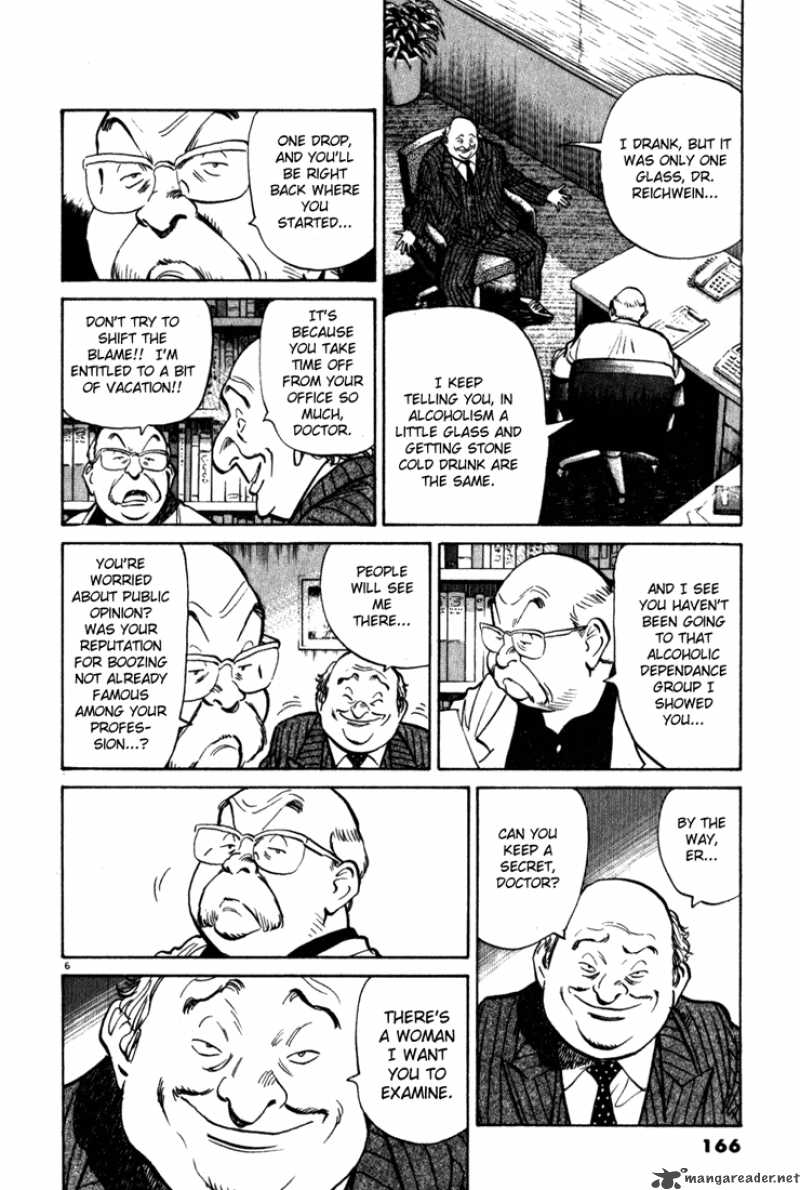 I DRANK, BUT IT
WAS ONLY ONE
GLASS, DR.
REICHWEIN...
I KEEP
TELLING YOU, IN
ALCOHOLISM A
LITTLE GLASS AND
GETTING STONE
COLD DRUNK ARE
THE SAME.
ONE DROP,
AND YOU'LL
BE RIGHT
BACK WHERE
YOU
STARTED...
IT'S
BECAUSE
YOU TAKE
TIME OFF
FROM YOUR
OFFICE SO
MUCH,
DOCTOR.
DON'T TRY TO
SHIFT THE
BLAME!! I'M
ENTITLED TO A BIT
OF VACATION!!
AND I SEE
YOU HAVEN'T
BEEN GOING
TO THAT
ALCOHOLIC
DEPENDANCE
GROUP I
SHOWED
YOU...
PEOPLE
WILL SEE
ME
THERE...
YOU'RE
WORRIED
ABOUT PUBLIC
OPINION?
WAS YOUR
REPUTATION
FOR BOOZING
NOT ALREADY
FAMOUS
AMONG YOUR
PROFES-
SION...?
BY THE
WAY,
ER...
CAN YOU
KEEP A
SECRET,
DOCTOR?
6
THERE'S
A WOMAN
I WANT
YOU TO
EXAMINE.
166
mangareader.net